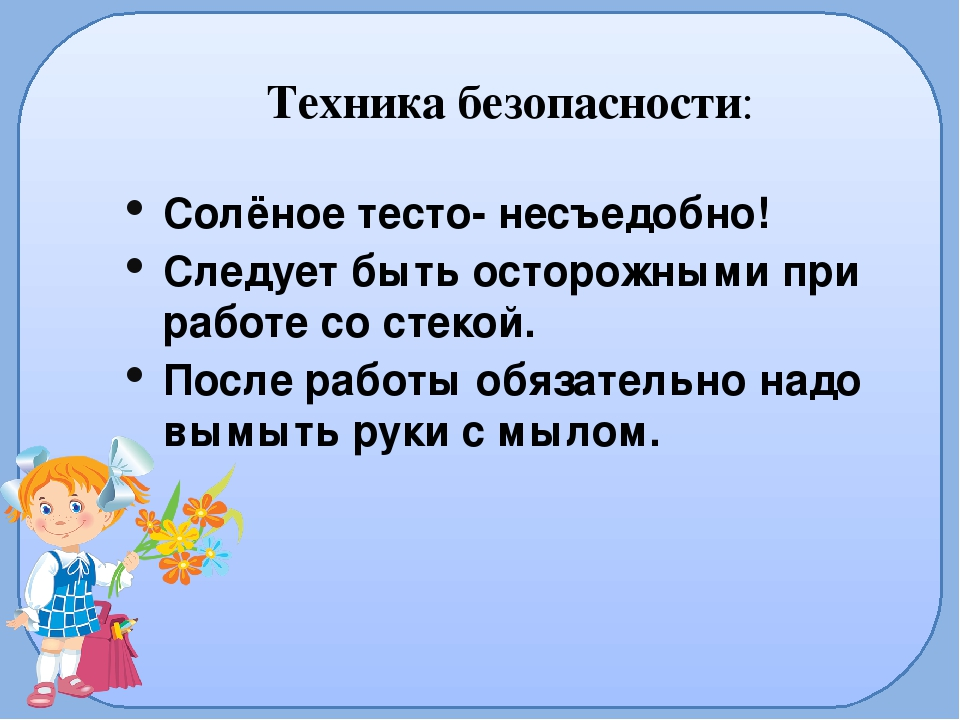 Техника безопасности:
• Солёное тесто- несъедобно!
• Следует быть осторожными при
работе со стекой.
• После работы обязательно надо
вымыть руки с мылом.